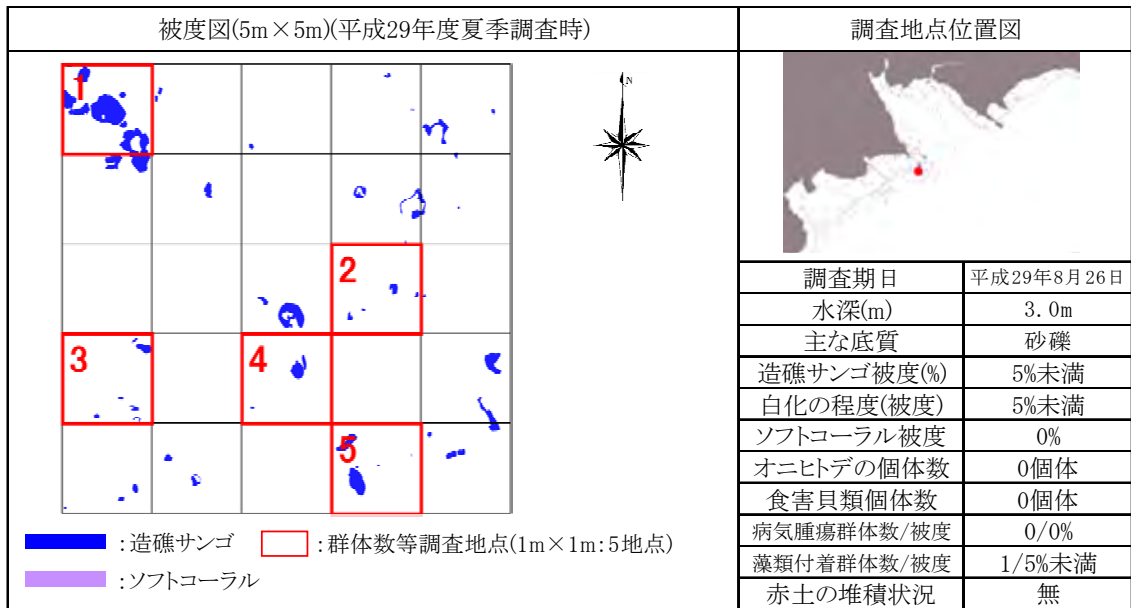 被度図(5m×5m)(平成29年度夏季調査時)
調査地点位置図
N
1
2
3
4
5
■:造礁サンゴ □:群体数等調査地点(1m×1m:5地点)
:ソフトコーラル
調査期日 平成29年8月26日
水深(m) 3.0m
主な底質 砂礫
造礁サンゴ被度(%) 5%未満
白化の程度(被度) 5%未満
ソフトコーラル被度 0%
オニヒトデの個体数 0個体
食害貝類個体数 0個体
病気腫瘍群体数/被度 0/0%
藻類付着群体数/被度 1/5%未満
赤土の堆積状況 無